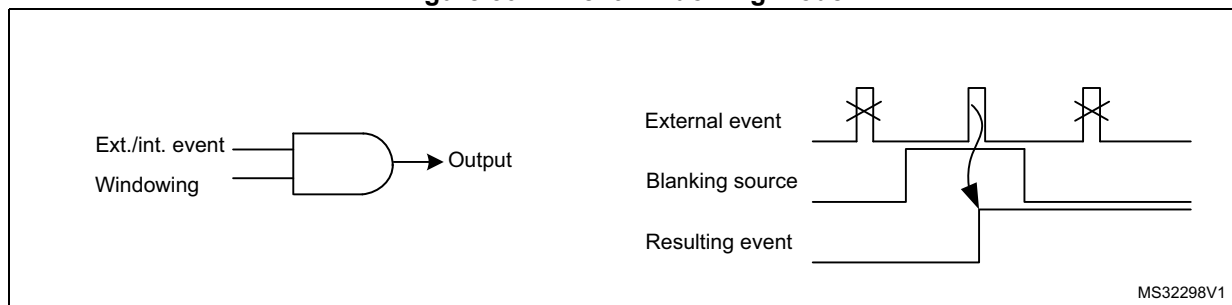 Ext./int. event
Windowing
Output
External event
Blanking source
Resulting event
MS32298V1